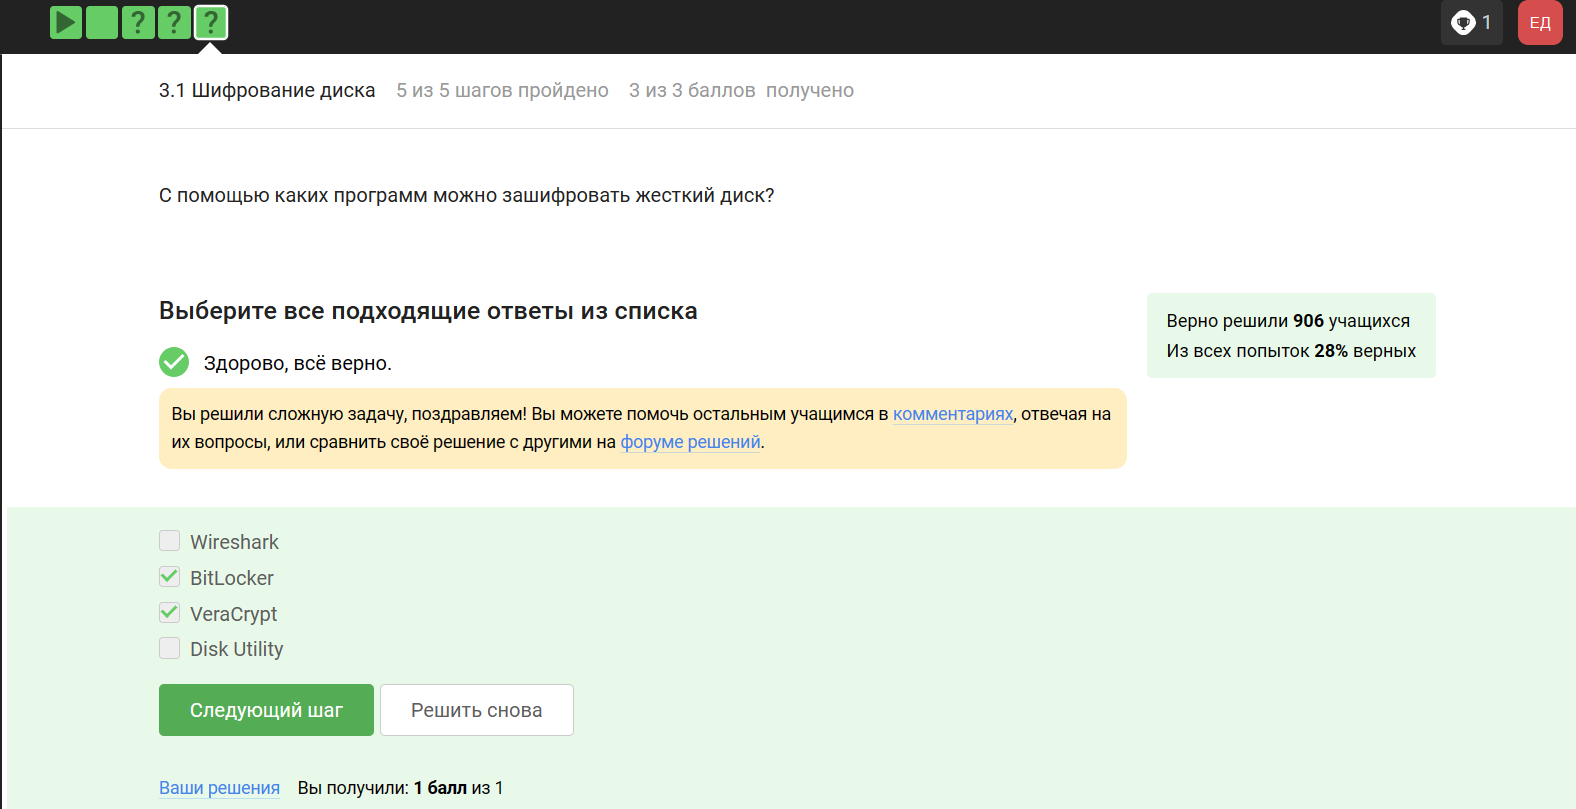 ? ? ?
1
ЕД
3.1 Шифрование диска 5 из 5 шагов пройдено 3 из 3 баллов получено
С помощью каких программ можно зашифровать жесткий диск?
Выберите все подходящие ответы из списка
Верно решили 906 учащихся
Из всех попыток 28% верных
Здорово, всё верно.
Вы решили сложную задачу, поздравляем! Вы можете помочь остальным учащимся в комментариях, отвечая на
их вопросы, или сравнить своё решение с другими на форуме решений.
Wireshark
BitLocker
VeraCrypt
Disk Utility
Следующий шаг
Решить снова
Ваши решения Вы получили: 1 балл из 1